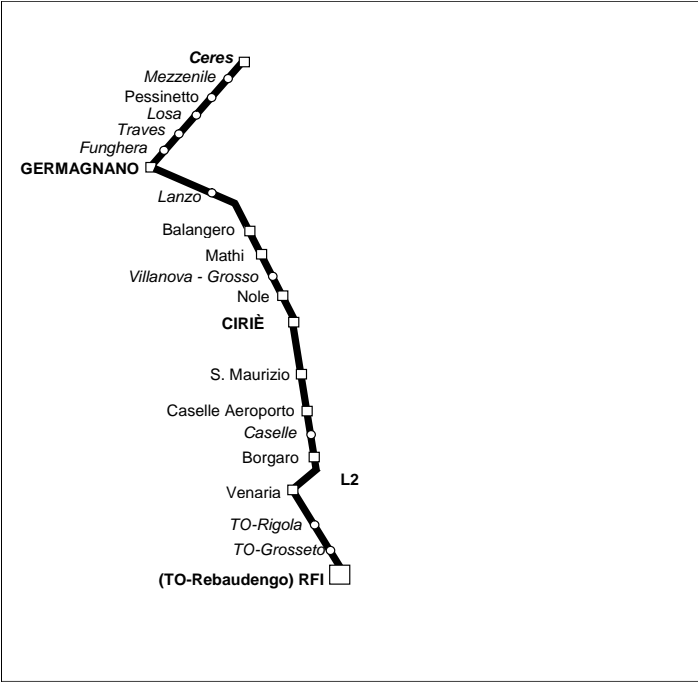 Ceres
Mezzenile
Pessinetto
Losa
Traves
Funghera
GERMAGNANO
Lanzo
Balangero
Mathi
Villanova - Grosso
Nole
CIRIÈ
S. Maurizio
Caselle Aeroporto
Caselle
Borgaro
L2
Venaria
TO-Rigola
TO-Grosseto
(TO-Rebaudengo) RFI